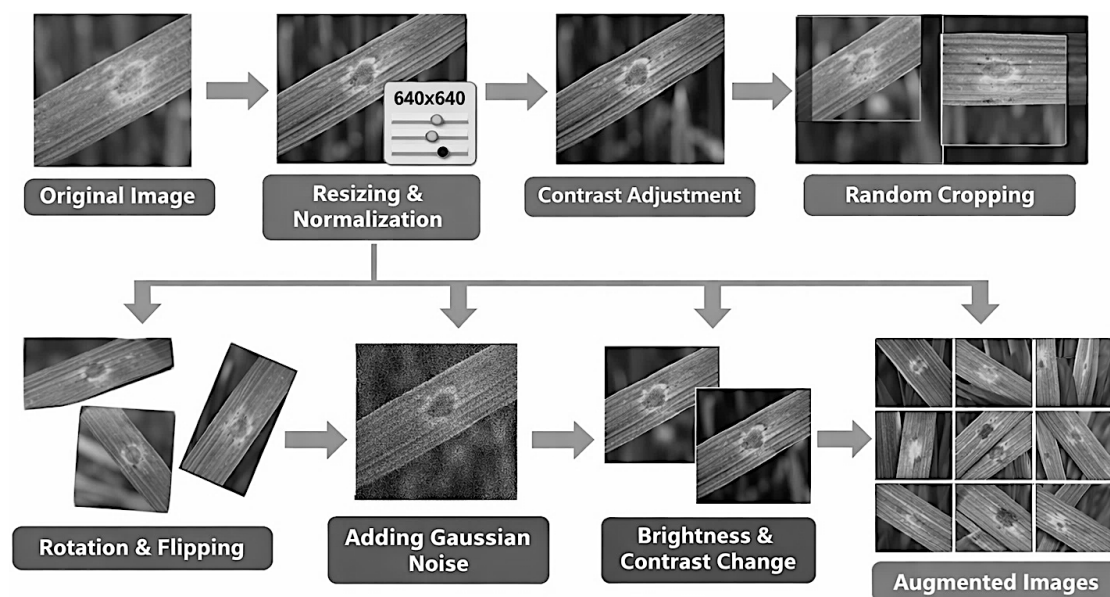 640x640
Original Image
Resizing &
Normalization
Contrast Adjustment
Random Cropping
Rotation & Flipping
Adding Gaussian
Noise
Brightness &
Contrast Change
Augmented Images